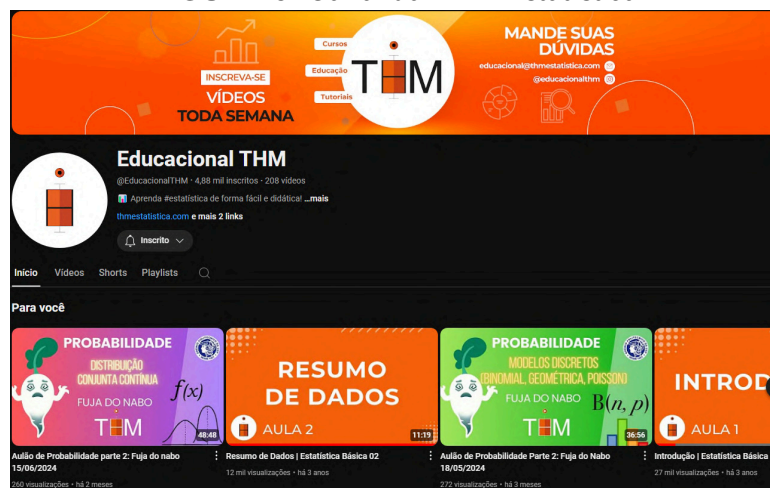 INSCREVA-SE
VÍDEOS
TODA SEMANA
Cursos
Educação
Tutoriais
THM
MANDE SUAS
DÚVIDAS
educacional@thmestatistica.com
@educacionalthm
Educacional THM
@EducacionalTHM · 4,88 mil inscritos · 208 vídeos
Aprenda #estatística de forma fácil e didática! ...mais
thmestatistica.com e mais 2 links
Inscrito
Início Vídeos Shorts Playlists
Para você
PROBABILIDADE
DISTRIBUIÇÃO
CONJUNTA CONTÍNUA
f(x)
FUJA DO NABO
THM
48:48
Aulão de Probabilidade parte 2: Fuja do nabo
15/06/2024
260 visualizações • há 2 meses
RESUMO
DE DADOS
AULA 2
11:19
Resumo de Dados | Estatística Básica 02
12 mil visualizações • há 3 anos
PROBABILIDADE
MODELOS DISCRETOS
(BINOMIAL, GEOMÉTRICA, POISSON)
FUJA DO NABO
B(n, p)
THM
36:56
Aulão de Probabilidade Parte 2: Fuja do Nabo
18/05/2024
272 visualizações • há 3 meses
INTROD
AULA 1
Introdução | Estatística Básica
27 mil visualizações • há 3 anos